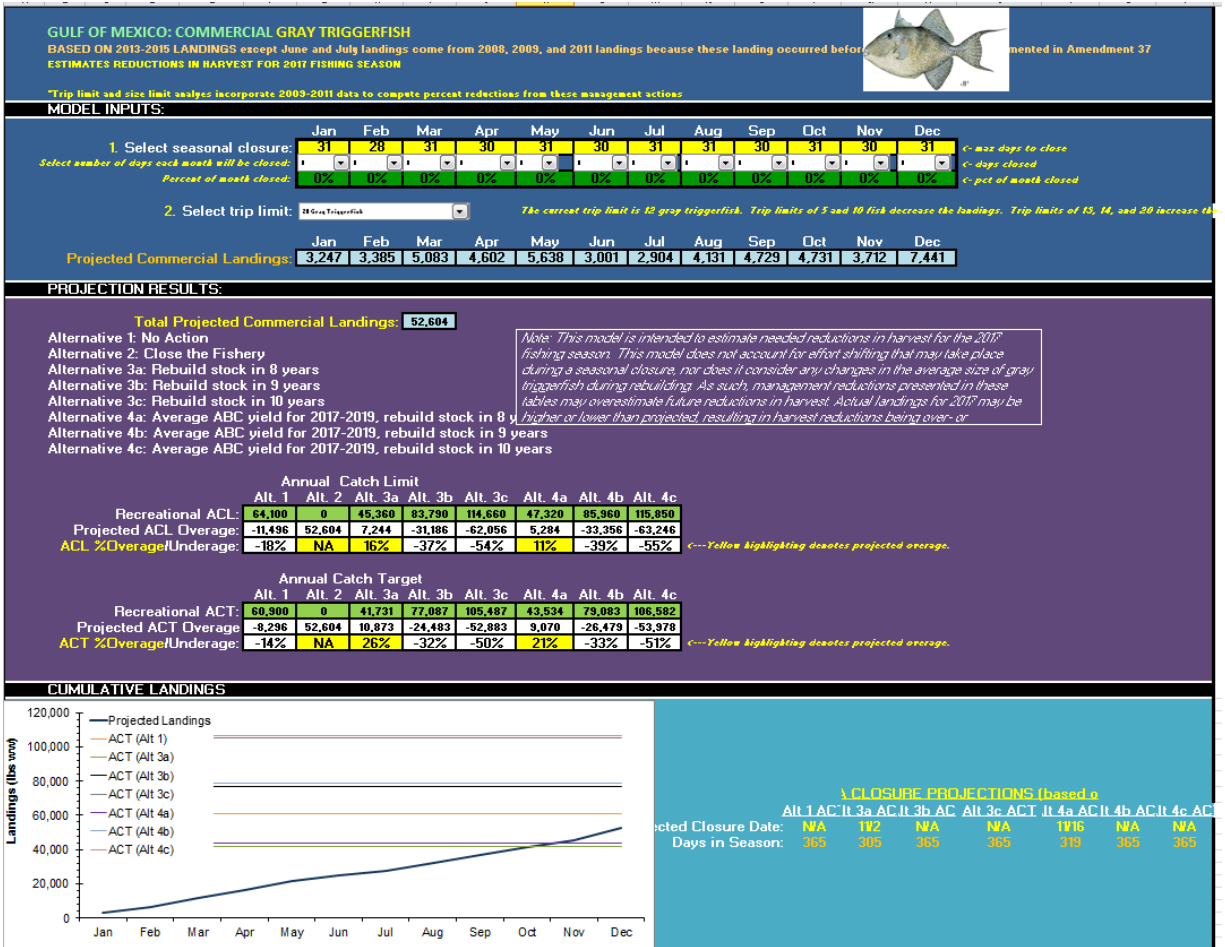 GULF OF MEXICO: COMMERCIAL GRAY TRIGGERFISH
BASED ON 2013-2015 LANDINGS except June and July landings come from 2008, 2009, and 2011 landings because these landing occurred befor mented in Amendment 37
ESTIMATES REDUCTIONS IN HARVEST FOR 2017 FISHING SEASON
*Trip limit and size limit analyes incorporate 2009-2011 data to compute percent reductions from these management actions
MODEL INPUTS:
Jan Feb Mar Apr May Jun Jul Aug Sep Oct Nov Dec
1. Select seasonal closure: 31 28 31 30 31 30 31 31 30 31 30 31 <- max days to close
Select number of days each month will be closed: <- days closed
Percent of month closed: 0% 0% 0% 0% 0% 0% 0% 0% 0% 0% 0% 0% <- pct of month closed
2. Select trip limit: 20 Gray Triggerfish The current trip limit is 12 gray triggerfish. Trip limits of 5 and 10 fish decrease the landings. Trip limits of 13, 14, and 20 increase the
Jan Feb Mar Apr May Jun Jul Aug Sep Oct Nov Dec
Projected Commercial Landings: 3,247 3,385 5,083 4,602 5,638 3,001 2,904 4,131 4,729 4,731 3,712 7,441
PROJECTION RESULTS:
Total Projected Commercial Landings: 52,604
Alternative 1: No Action
Alternative 2: Close the Fishery
Alternative 3a: Rebuild stock in 8 years
Alternative 3b: Rebuild stock in 9 years
Alternative 3c: Rebuild stock in 10 years
Alternative 4a: Average ABC yield for 2017-2019, rebuild stock in 8 y
Alternative 4b: Average ABC yield for 2017-2019, rebuild stock in 9 years
Alternative 4c: Average ABC yield for 2017-2019, rebuild stock in 10 years
Note: This model is intended to estimate needed reductions in harvest for the 2017
fishing season. This model does not account for effort shifting that may take place
during a seasonal closure, nor does it consider any changes in the average size of gray
triggerfish during rebuilding. As such, management reductions presented in these
tables may overestimate future reductions in harvest. Actual landings for 2017 may be
higher or lower than projected, resulting in harvest reductions being over- or
Annual Catch Limit
Alt. 1 Alt. 2 Alt. 3a Alt. 3b Alt. 3c Alt. 4a Alt. 4b Alt. 4c
Recreational ACL: 64,100 0 45,360 83,790 114,660 47,320 85,960 115,850
Projected ACL Overage: -11,496 52,604 7,244 -31,186 -62,056 5,284 -33,356 -63,246
ACL %Overage/Underage: -18% NA 16% -37% -54% 11% -39% -55% <---Yellow highlighting denotes projected overage.
Annual Catch Target
Alt. 1 Alt. 2 Alt. 3a Alt. 3b Alt. 3c Alt. 4a Alt. 4b Alt. 4c
Recreational ACT: 60,900 0 41,731 77,087 105,487 43,534 79,083 106,582
Projected ACT Overage -8,296 52,604 10,873 -24,483 -52,883 9,070 -26,479 -53,978
ACT %Overage/Underage: -14% NA 26% -32% -50% 21% -33% -51% <---Yellow highlighting denotes projected overage.
CUMULATIVE LANDINGS
Landings (lbs ww)
120,000
100,000
80,000
60,000
40,000
20,000
0
Projected Landings
ACT (Alt 1)
ACT (Alt 3a)
ACT (Alt 3b)
ACT (Alt 3c)
ACT (Alt 4a)
ACT (Alt 4b)
ACT (Alt 4c)
Jan Feb Mar Apr May Jun Jul Aug Sep Oct Nov Dec
CLOSURE PROJECTIONS (based o
Alt 1 AC lt 3a AC lt 3b AC Alt 3c ACT lt 4a AC lt 4b AC lt 4c AC
cted Closure Date: N/A 11/2 N/A N/A 11/16 N/A N/A
Days in Season: 365 305 365 365 319 365 365